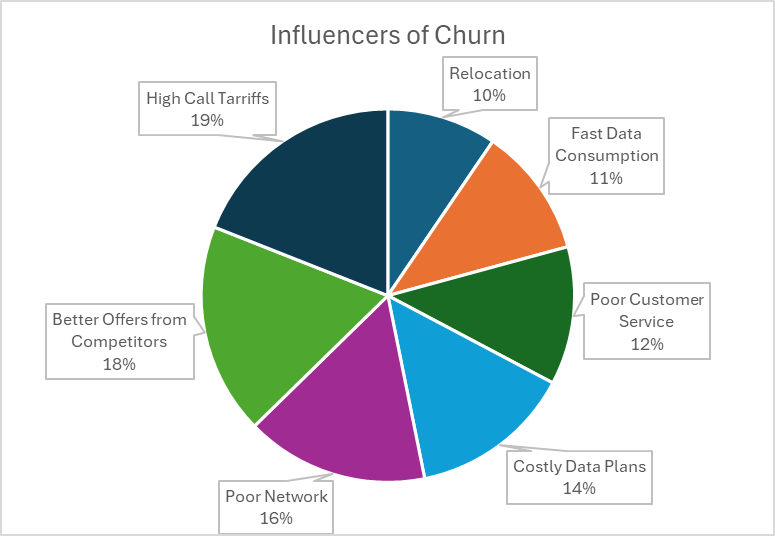 Influencers of Churn
Relocation
10%
Fast Data
Consumption
11%
Poor Customer
Service
12%
Costly Data Plans
14%
Poor Network
16%
Better Offers from
Competitors
18%
High Call Tarriffs
19%